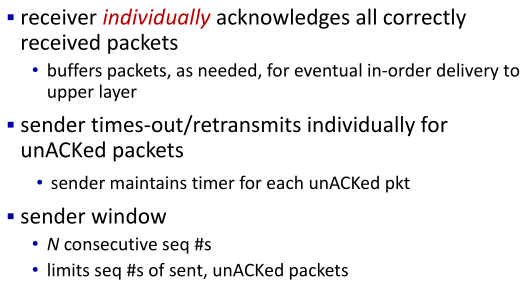 ▪ receiver individually acknowledges all correctly
received packets
• buffers packets, as needed, for eventual in-order delivery to
upper layer
▪ sender times-out/retransmits individually for
unACKed packets
• sender maintains timer for each unACKed pkt
▪ sender window
• N consecutive seq #s
• limits seq #s of sent, unACKed packets